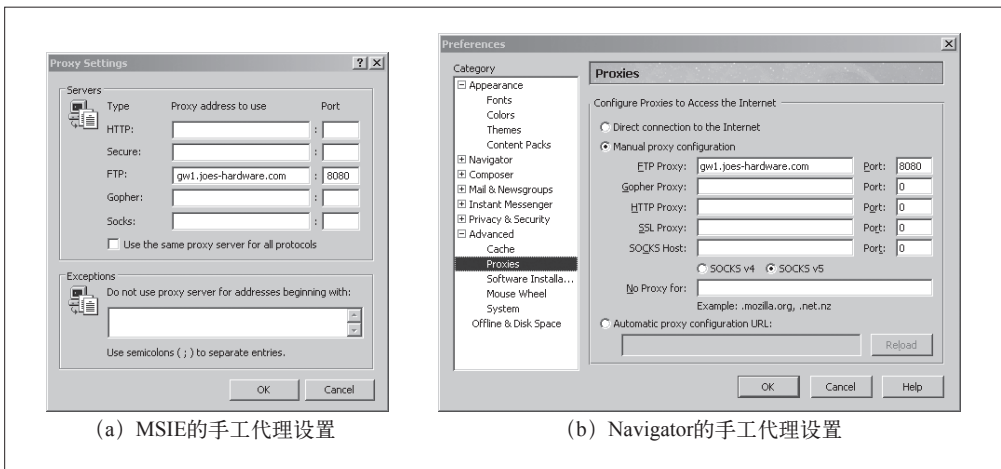 Proxy Settings
Servers
Type Proxy address to use Port
HTTP: :
Secure: :
FTP: gw1.joes-hardware.com : 8080
Gopher: :
Socks: :
Use the same proxy server for all protocols
Exceptions
Do not use proxy server for addresses beginning with:
Use semicolons ( ; ) to separate entries.
OK Cancel
(a) MSIE的手工代理设置
Preferences
Category
Appearance
Fonts
Colors
Themes
Content Packs
Navigator
Composer
Mail & Newsgroups
Instant Messenger
Privacy & Security
Advanced
Cache
Proxies
Software Installa...
Mouse Wheel
System
Offline & Disk Space
Proxies
Configure Proxies to Access the Internet
Direct connection to the Internet
Manual proxy configuration
FTP Proxy: gw1.joes-hardware.com Port: 8080
Gopher Proxy: Port: 0
HTTP Proxy: Port: 0
SSL Proxy: Port: 0
SOCKS Host: Port: 0
SOCKS v4 SOCKS v5
No Proxy for:
Example: .mozilla.org, .net.nz
Automatic proxy configuration URL:
Reload
OK Cancel Help
(b) Navigator的手工代理设置